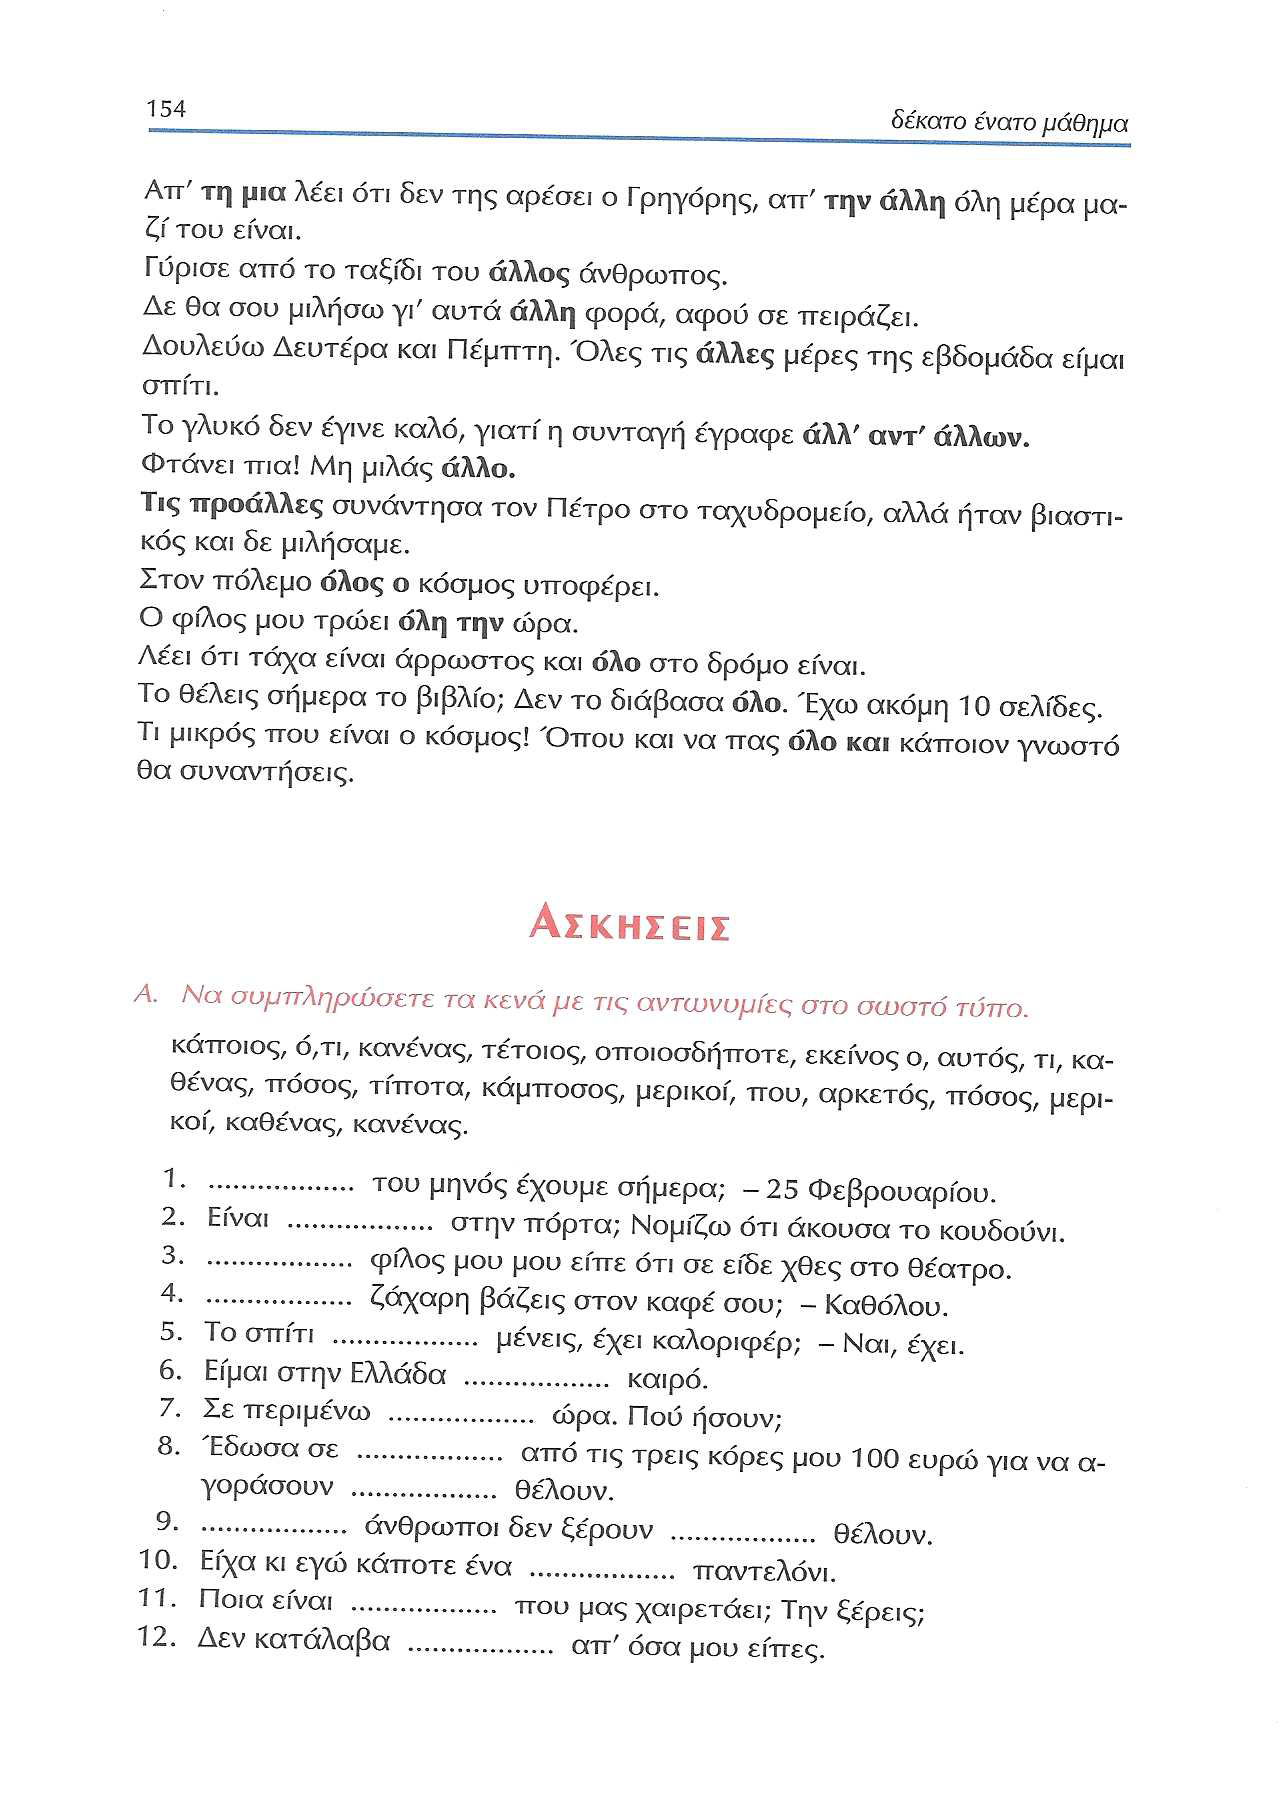 154
δέκατο ένατο μάθημα
Απ' τη μια λέει ότι δεν της αρέσει ο Γρηγόρης, απ' την άλλη όλη μέρα μα-
ζί του είναι.
Γύρισε από το ταξίδι του άλλος άνθρωπος.
Δε θα σου μιλήσω γι' αυτά άλλη φορά, αφού σε πειράζει.
Δουλεύω Δευτέρα και Πέμπτη. Όλες τις άλλες μέρες της εβδομάδα είμαι
σπίτι.
Το γλυκό δεν έγινε καλό, γιατί η συνταγή έγραφε άλλ' αντ' άλλων.
Φτάνει πια! Μη μιλάς άλλο.
Τις προάλλες συνάντησα τον Πέτρο στο ταχυδρομείο, αλλά ήταν βιαστι-
κός και δε μιλήσαμε.
Στον πόλεμο όλος ο κόσμος υποφέρει.
Ο φίλος μου τρώει όλη την ώρα.
Λέει ότι τάχα είναι άρρωστος και όλο στο δρόμο είναι.
Το θέλεις σήμερα το βιβλίο; Δεν το διάβασα όλο. Έχω ακόμη 10 σελίδες.
Τι μικρός που είναι ο κόσμος! Όπου και να πας όλο και κάποιον γνωστό
θα συναντήσεις.
ΑΣΚΗΣΕΙΣ
Α. Να συμπληρώσετε τα κενά με τις αντωνυμίες στο σωστό τύπο.
κάποιος, ό,τι, κανένας, τέτοιος, οποιοσδήποτε, εκείνος ο, αυτός, τι, κα-
θένας, πόσος, τίποτα, κάμποσος, μερικοί, που, αρκετός, πόσος, μερι-
κοί, καθένας, κανένας.
1. .................. του μηνός έχουμε σήμερα; – 25 Φεβρουαρίου.
2. Είναι .................. στην πόρτα; Νομίζω ότι άκουσα το κουδούνι.
3. .................. φίλος μου μου είπε ότι σε είδε χθες στο θέατρο.
4. .................. ζάχαρη βάζεις στον καφέ σου; – Καθόλου.
5. Το σπίτι .................. μένεις, έχει καλοριφέρ; – Ναι, έχει.
6. Είμαι στην Ελλάδα .................. καιρό.
7. Σε περιμένω .................. ώρα. Πού ήσουν;
8. Έδωσα σε .................. από τις τρεις κόρες μου 100 ευρώ για να α-
γοράσουν .................. θέλουν.
9. .................. άνθρωποι δεν ξέρουν .................. θέλουν.
10. Είχα κι εγώ κάποτε ένα .................. παντελόνι.
11. Ποια είναι .................. που μας χαιρετάει; Την ξέρεις;
12. Δεν κατάλαβα .................. απ' όσα μου είπες.